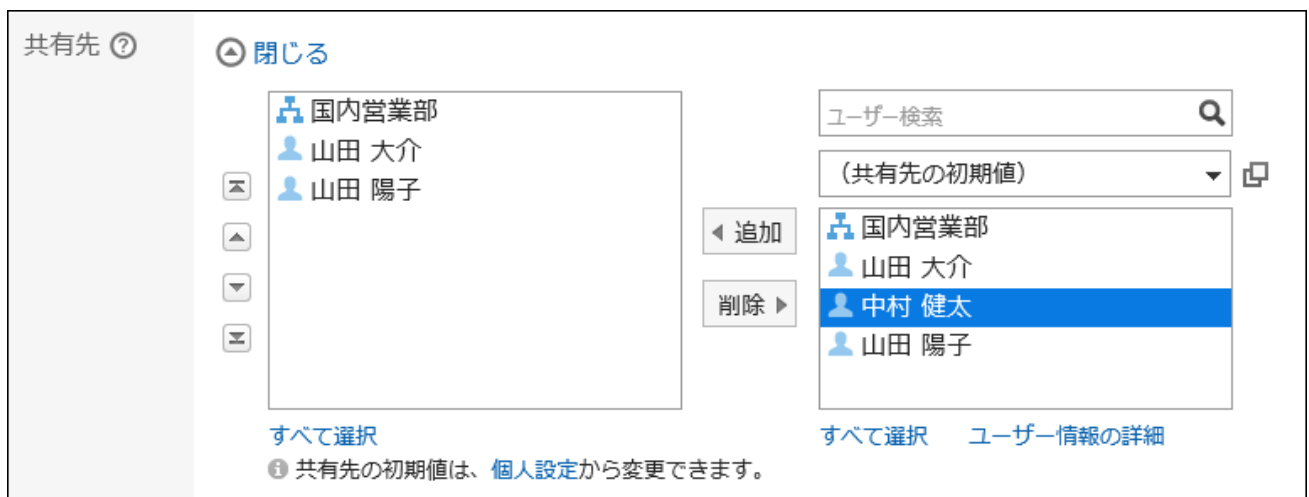 共有先
閉じる
国内営業部
山田 大介
山田 陽子
すべて選択
共有先の初期値は、個人設定から変更できます。
追加
削除
ユーザー検索
（共有先の初期値）
国内営業部
山田 大介
中村 健太
山田 陽子
すべて選択 ユーザー情報の詳細